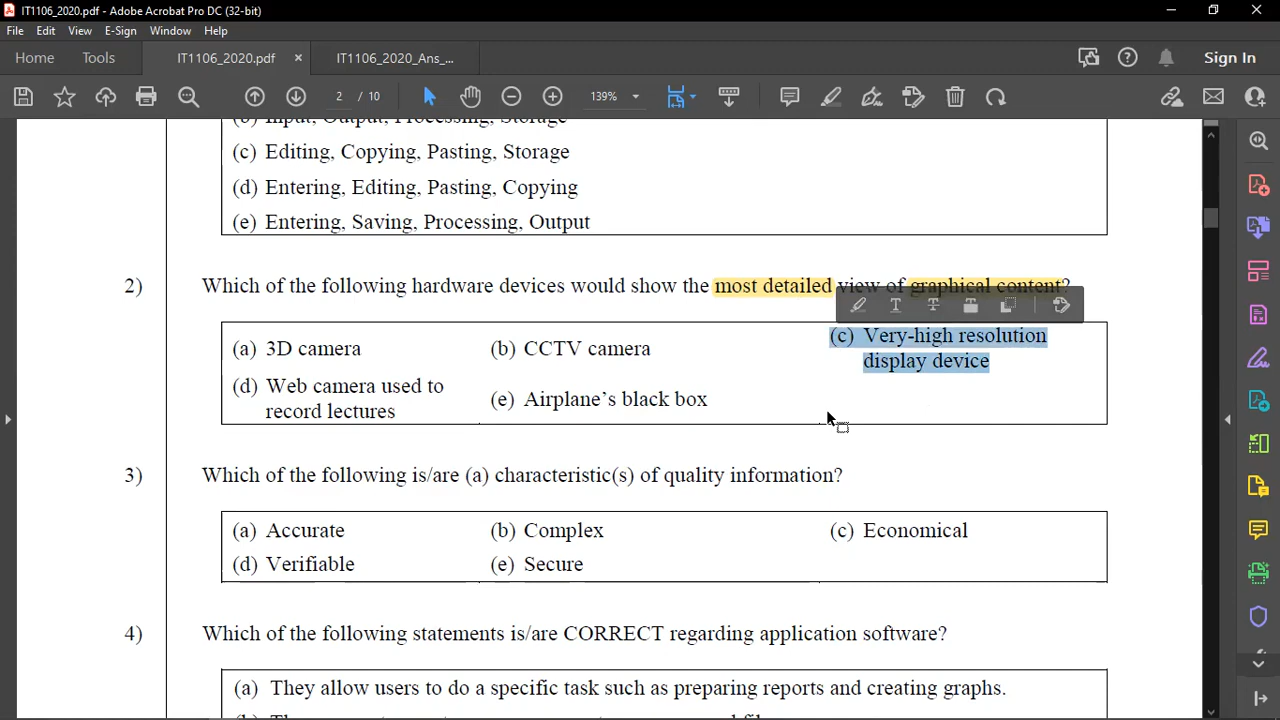 IT1106_2020.pdf - Adobe Acrobat Pro DC (32-bit)
File Edit View E-Sign Window Help
Home Tools IT1106_2020.pdf × IT1106_2020_Ans_... Sign In
2 / 10 139%
(b) Input, Output, Processing, Storage
(c) Editing, Copying, Pasting, Storage
(d) Entering, Editing, Pasting, Copying
(e) Entering, Saving, Processing, Output
2) Which of the following hardware devices would show the most detailed view of graphical content?
(a) 3D camera (b) CCTV camera (c) Very-high resolution
display device
(d) Web camera used to
record lectures (e) Airplane’s black box
3) Which of the following is/are (a) characteristic(s) of quality information?
(a) Accurate (b) Complex (c) Economical
(d) Verifiable (e) Secure
4) Which of the following statements is/are CORRECT regarding application software?
(a) They allow users to do a specific task such as preparing reports and creating graphs.